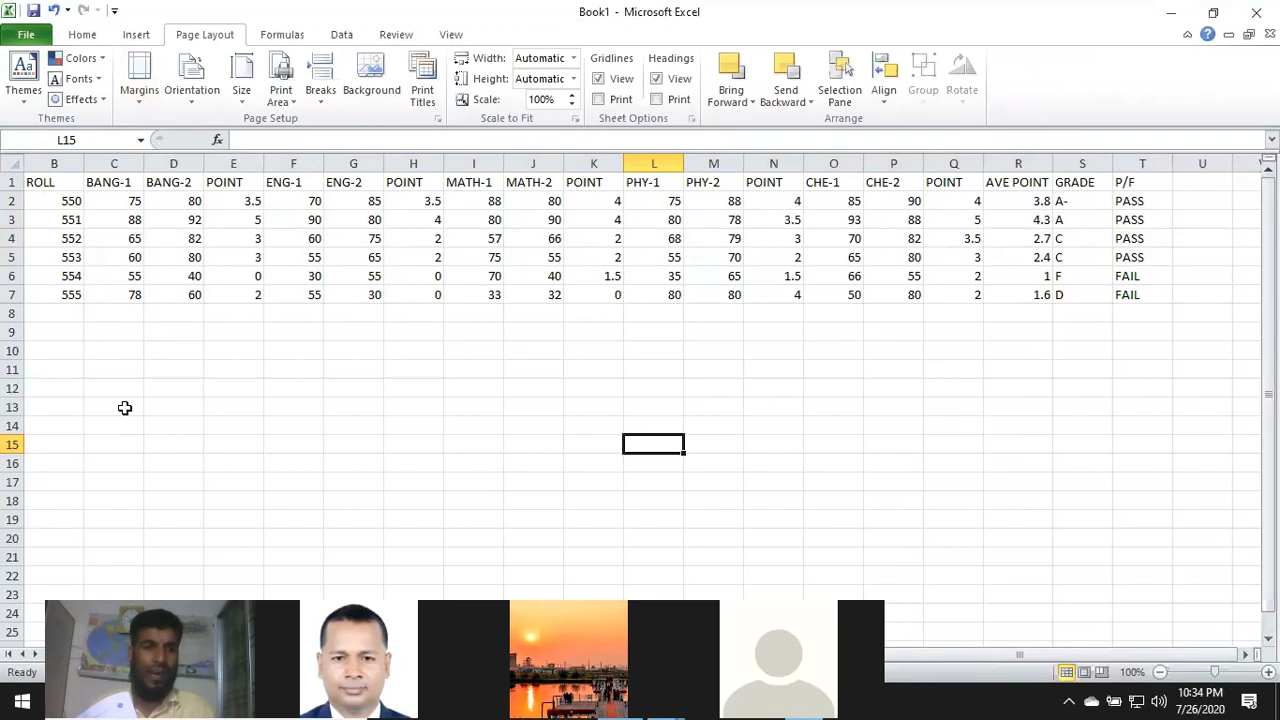 Book1 - Microsoft Excel
File Home Insert Page Layout Formulas Data Review View
Themes Colors Fonts Effects Margins Orientation Size Print Area Breaks Background Print Titles Width: Automatic Height: Automatic Scale: 100% Gridlines View Print Headings View Print Bring Forward Send Backward Selection Pane Align Group Rotate
Themes Page Setup Scale to Fit Sheet Options Arrange
L15 fx
B C D E F G H I J K L M N O P Q R S T U
1 ROLL BANG-1 BANG-2 POINT ENG-1 ENG-2 POINT MATH-1 MATH-2 POINT PHY-1 PHY-2 POINT CHE-1 CHE-2 POINT AVE POINT GRADE P/F
2 550 75 80 3.5 70 85 3.5 88 80 4 75 88 4 85 90 4 3.8 A- PASS
3 551 88 92 5 90 80 4 80 90 4 80 78 3.5 93 88 5 4.3 A PASS
4 552 65 82 3 60 75 2 57 66 2 68 79 3 70 82 3.5 2.7 C PASS
5 553 60 80 3 55 65 2 75 55 2 55 70 2 65 80 3 2.4 C PASS
6 554 55 40 0 30 55 0 70 40 1.5 35 65 1.5 66 55 2 1 F FAIL
7 555 78 60 2 55 30 0 33 32 0 80 80 4 50 80 2 1.6 D FAIL
8
9
10
11
12
13
14
15
16
17
18
19
20
21
22
23
24
25
Ready 100%
10:34 PM
7/26/2020